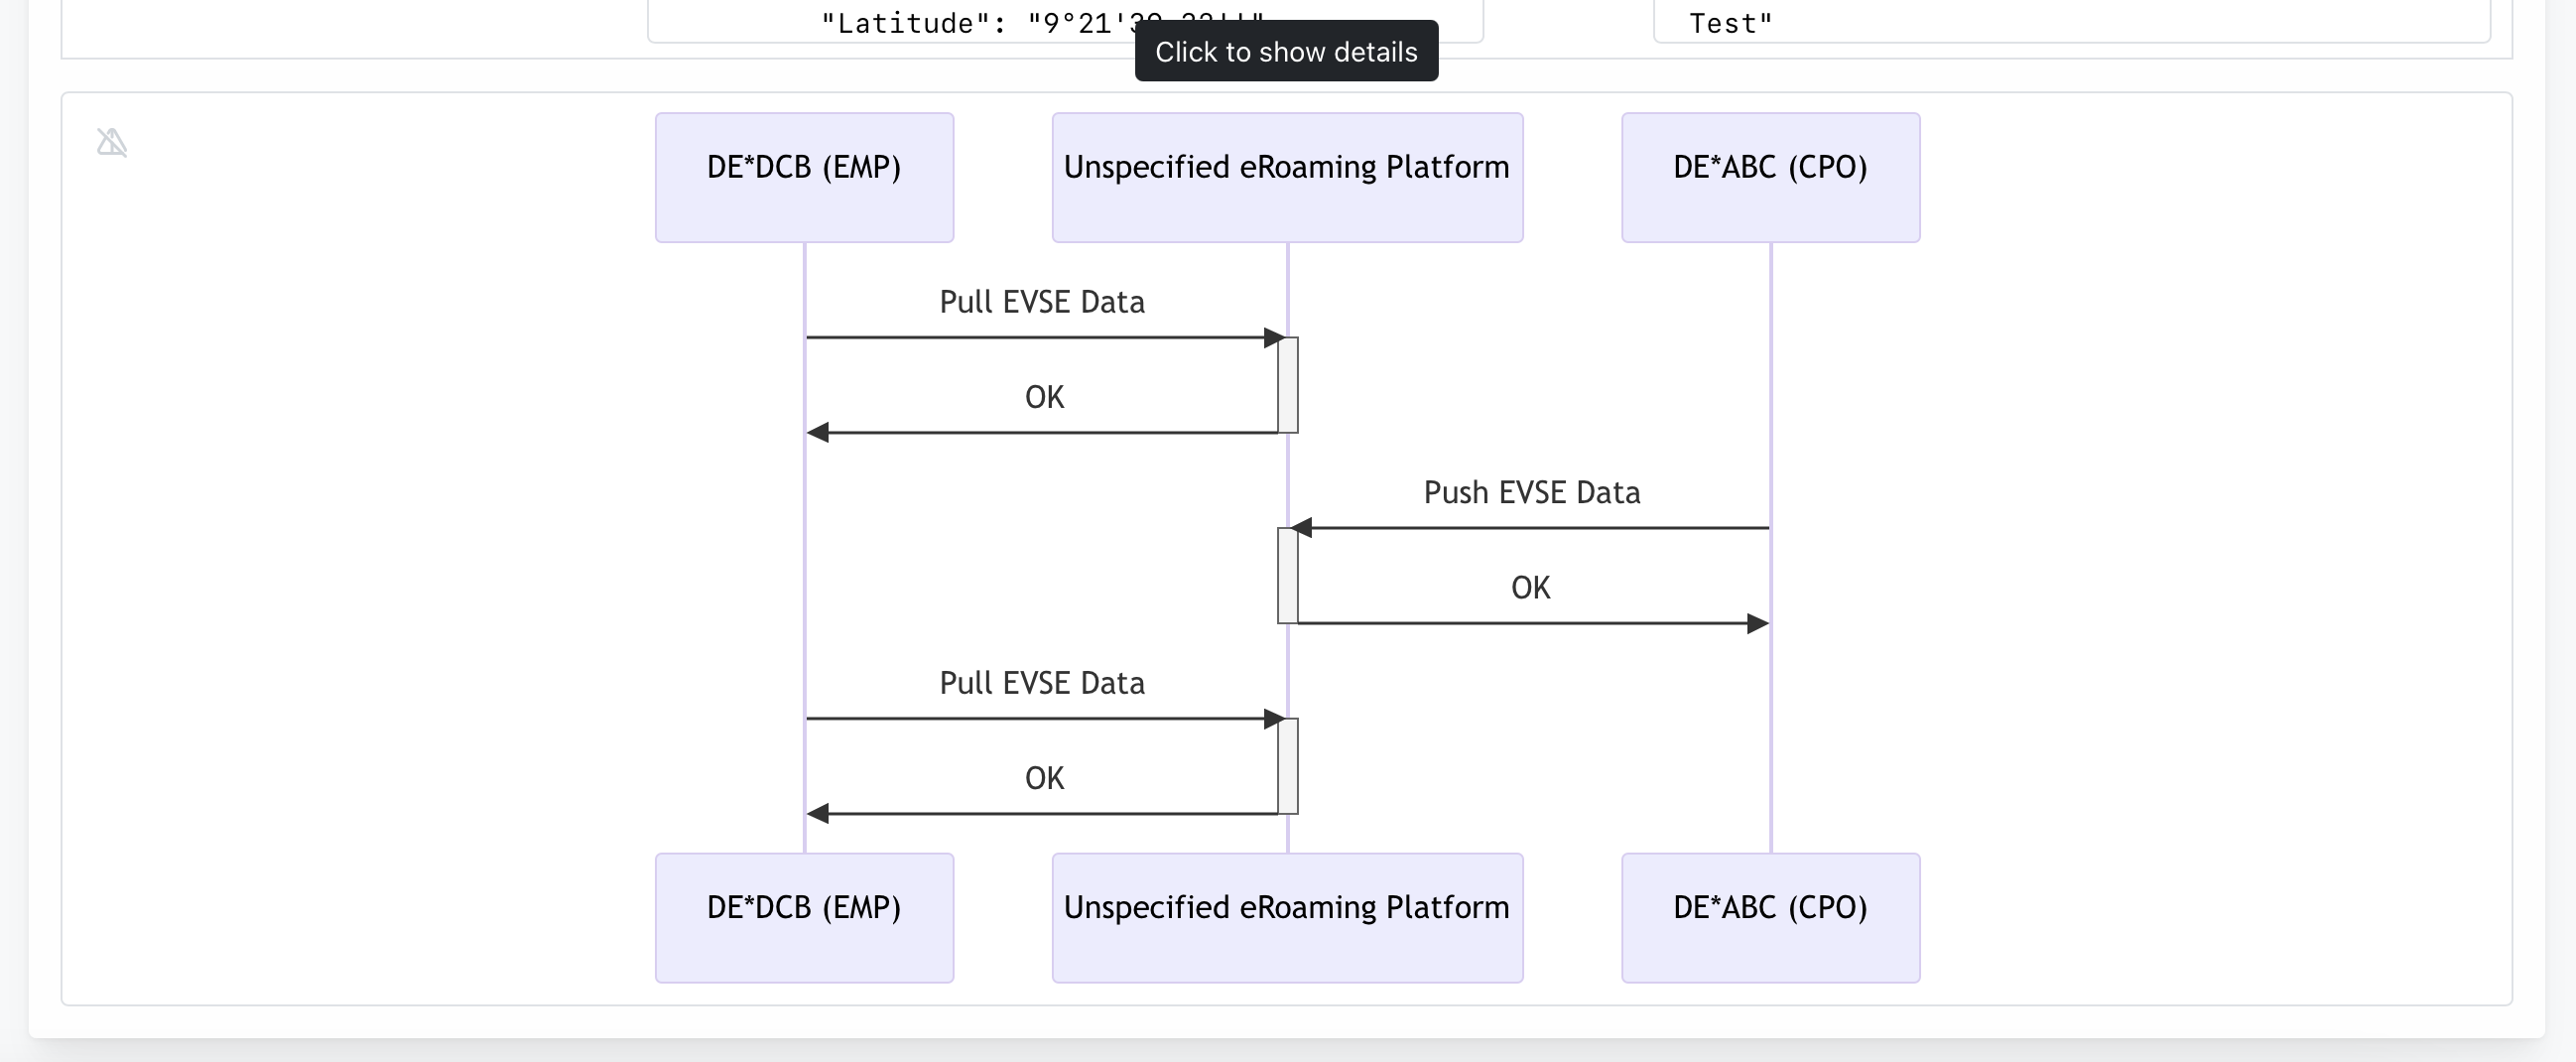 "Latitude": "9°21'
Test"
Click to show details
DE*DCB (EMP)
Unspecified eRoaming Platform
DE*ABC (CPO)
Pull EVSE Data
OK
Push EVSE Data
OK
Pull EVSE Data
OK
DE*DCB (EMP)
Unspecified eRoaming Platform
DE*ABC (CPO)